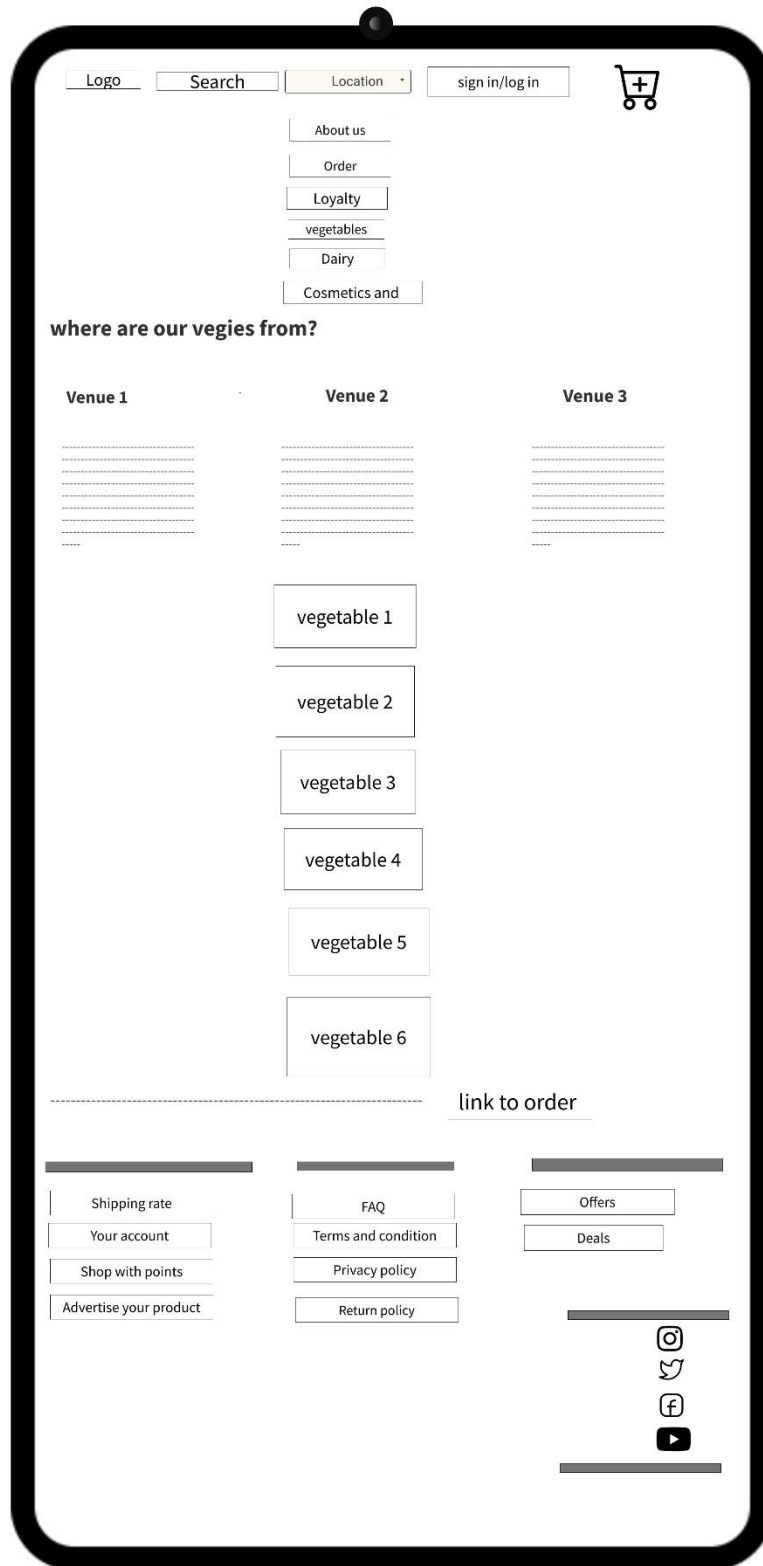 Logo Search Location sign in/log in
About us
Order
Loyalty
vegetables
Dairy
Cosmetics and
where are our vegies from?
Venue 1 Venue 2 Venue 3
vegetable 1
vegetable 2
vegetable 3
vegetable 4
vegetable 5
vegetable 6
link to order
Shipping rate FAQ Offers
Your account Terms and condition Deals
Shop with points Privacy policy
Advertise your product Return policy